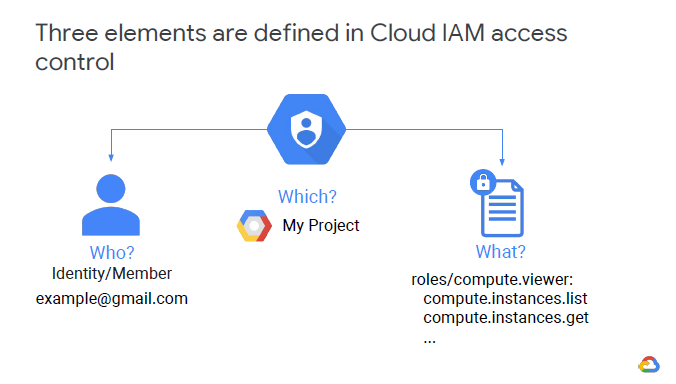 Three elements are defined in Cloud IAM access
control
Which?
My Project
Who?
Identity/Member
example@gmail.com
What?
roles/compute.viewer:
compute.instances.list
compute.instances.get
...